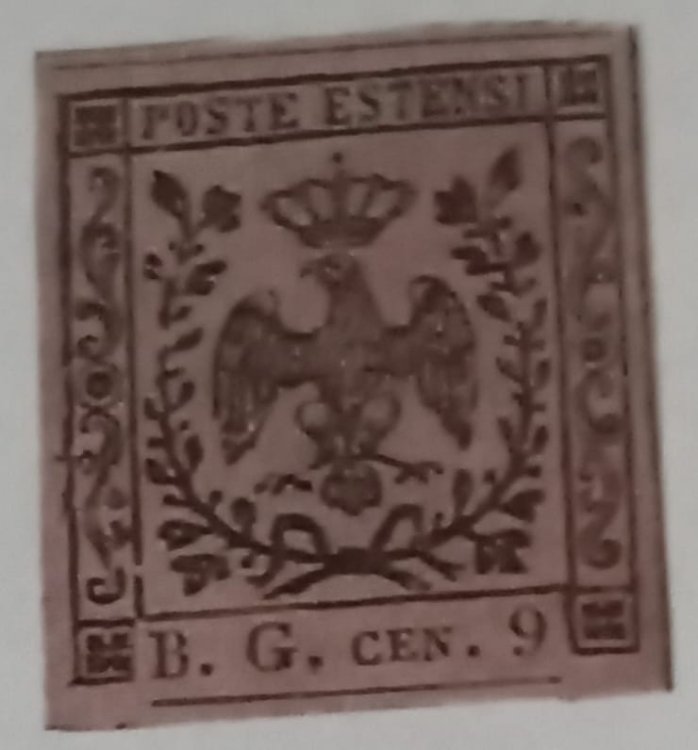 POSTE ESTENSI
B. G. CEN. 9